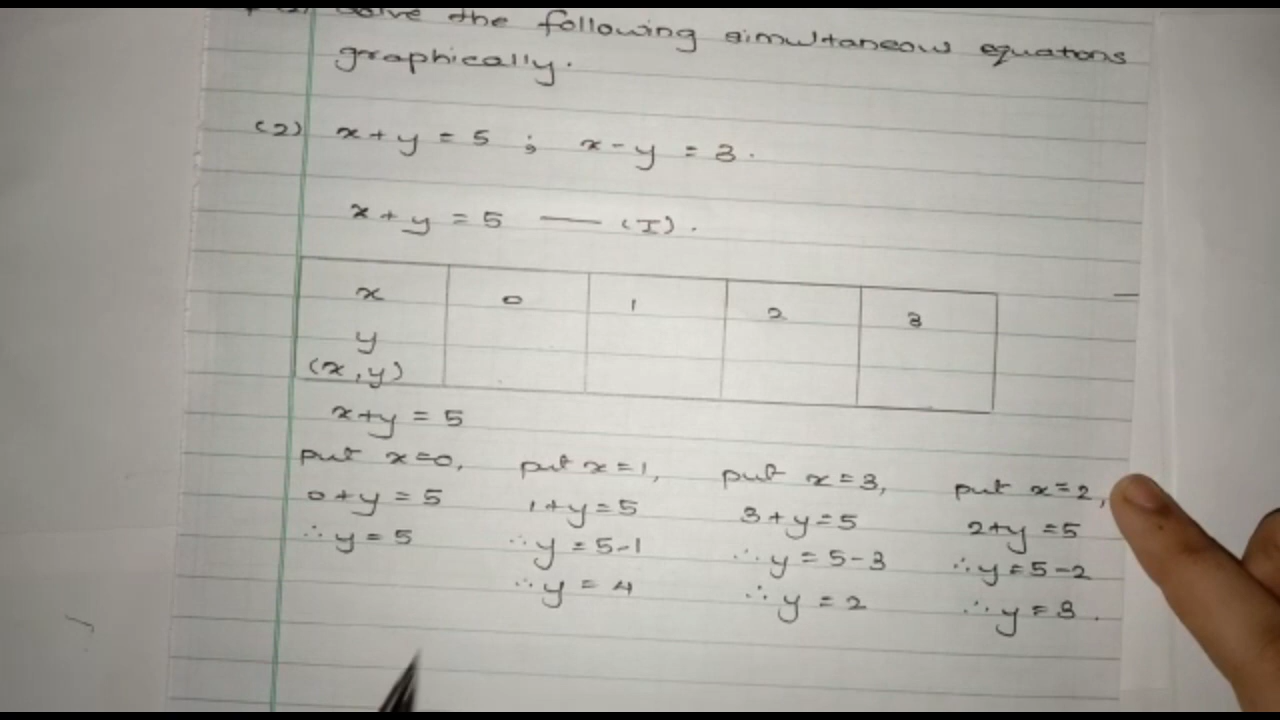 Solve the following simultaneous equations
graphically.
(2) x + y = 5 ; x - y = 3.
x + y = 5 — (I).
x 0 1 2 3
y
(x, y)
x+y = 5
put x=0, put x=1, put x=3, put x=2,
0+y = 5 1+y=5 3+y=5 2+y=5
∴y = 5 ∴y = 5-1 ∴y = 5-3 ∴y=5-2
∴y = 4 ∴y = 2 ∴y=3.